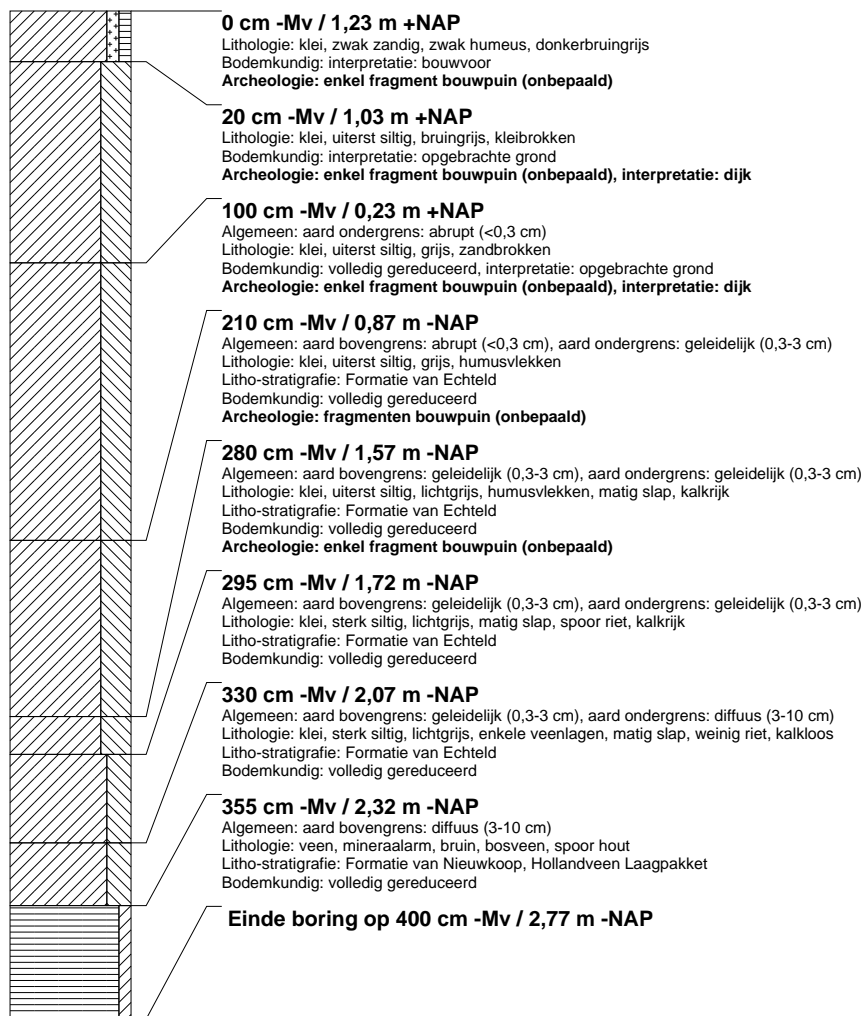 0 cm -Mv / 1,23 m +NAP
Lithologie: klei, zwak zandig, zwak humeus, donkerbruingrijs
Bodemkundig: interpretatie: bouwvoor
Archeologie: enkel fragment bouwpuin (onbepaald)
20 cm -Mv / 1,03 m +NAP
Lithologie: klei, uiterst siltig, bruingrijs, kleibrokken
Bodemkundig: interpretatie: opgebrachte grond
Archeologie: enkel fragment bouwpuin (onbepaald), interpretatie: dijk
100 cm -Mv / 0,23 m +NAP
Algemeen: aard ondergrens: abrupt (<0,3 cm)
Lithologie: klei, uiterst siltig, grijs, zandbrokken
Bodemkundig: volledig gereduceerd, interpretatie: opgebrachte grond
Archeologie: enkel fragment bouwpuin (onbepaald), interpretatie: dijk
210 cm -Mv / 0,87 m -NAP
Algemeen: aard bovengrens: abrupt (<0,3 cm), aard ondergrens: geleidelijk (0,3-3 cm)
Lithologie: klei, uiterst siltig, grijs, humusvlekken
Litho-stratigrafie: Formatie van Echteld
Bodemkundig: volledig gereduceerd
Archeologie: fragmenten bouwpuin (onbepaald)
280 cm -Mv / 1,57 m -NAP
Algemeen: aard bovengrens: geleidelijk (0,3-3 cm), aard ondergrens: geleidelijk (0,3-3 cm)
Lithologie: klei, uiterst siltig, lichtgrijs, humusvlekken, matig slap, kalkrijk
Litho-stratigrafie: Formatie van Echteld
Bodemkundig: volledig gereduceerd
Archeologie: enkel fragment bouwpuin (onbepaald)
295 cm -Mv / 1,72 m -NAP
Algemeen: aard bovengrens: geleidelijk (0,3-3 cm), aard ondergrens: geleidelijk (0,3-3 cm)
Lithologie: klei, sterk siltig, lichtgrijs, matig slap, spoor riet, kalkrijk
Litho-stratigrafie: Formatie van Echteld
Bodemkundig: volledig gereduceerd
330 cm -Mv / 2,07 m -NAP
Algemeen: aard bovengrens: geleidelijk (0,3-3 cm), aard ondergrens: diffuus (3-10 cm)
Lithologie: klei, sterk siltig, lichtgrijs, enkele veenlagen, matig slap, weinig riet, kalkloos
Litho-stratigrafie: Formatie van Echteld
Bodemkundig: volledig gereduceerd
355 cm -Mv / 2,32 m -NAP
Algemeen: aard bovengrens: diffuus (3-10 cm)
Lithologie: veen, mineraalarm, bruin, bosveen, spoor hout
Litho-stratigrafie: Formatie van Nieuwkoop, Hollandveen Laagpakket
Bodemkundig: volledig gereduceerd
Einde boring op 400 cm -Mv / 2,77 m -NAP